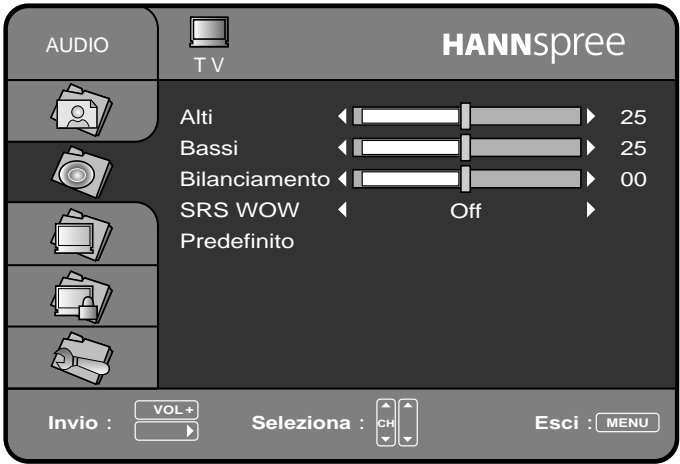 AUDIO
TV
HANNspree
Alti 25
Bassi 25
Bilanciamento 00
SRS WOW Off
Predefinito
Invio : VOL+ Seleziona : CH Esci : MENU